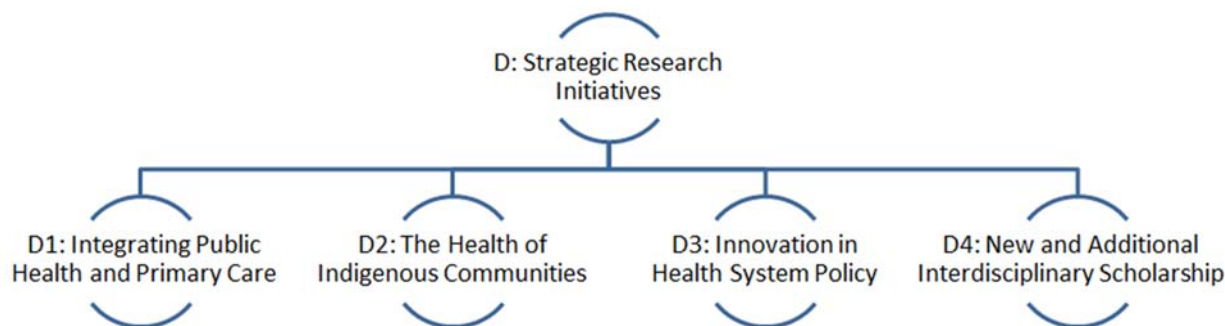 D: Strategic Research
Initiatives
D1: Integrating Public
Health and Primary Care
D2: The Health of
Indigenous Communities
D3: Innovation in
Health System Policy
D4: New and Additional
Interdisciplinary Scholarship